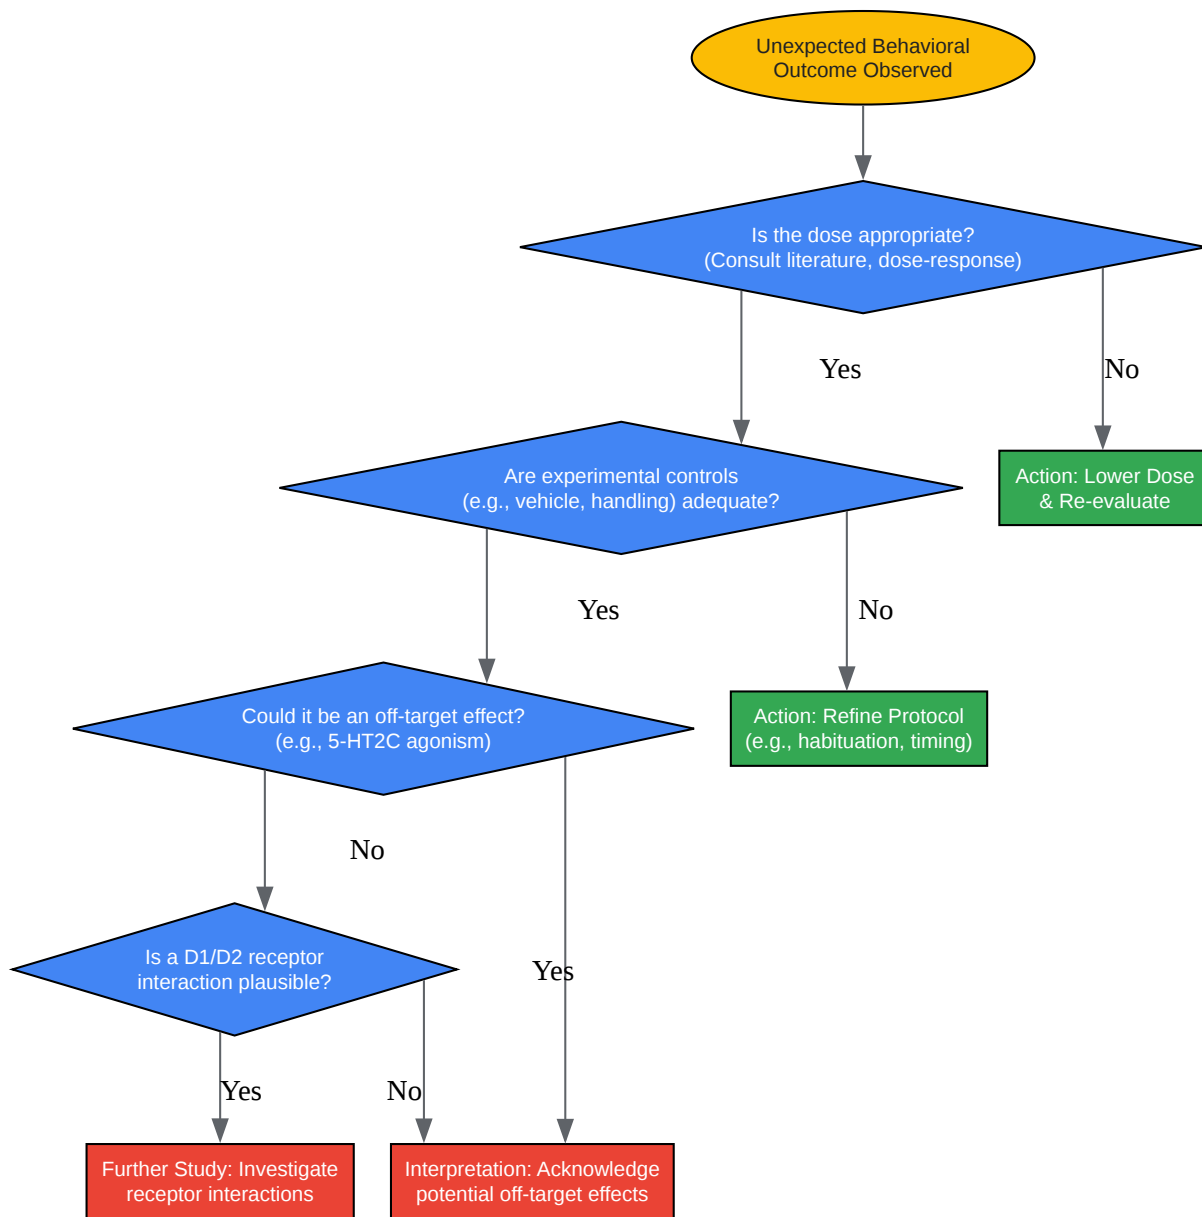 Unexpected Behavioral
Outcome Observed
Is the dose appropriate?
(Consult literature, dose-response)
Yes
No
Are experimental controls
(e.g., vehicle, handling) adequate?
Action: Lower Dose
& Re-evaluate
Yes
No
Could it be an off-target effect?
(e.g., 5-HT2C agonism)
Action: Refine Protocol
(e.g., habituation, timing)
No
Yes
Is a D1/D2 receptor
interaction plausible?
Yes
No
Further Study: Investigate
receptor interactions
Interpretation: Acknowledge
potential off-target effects